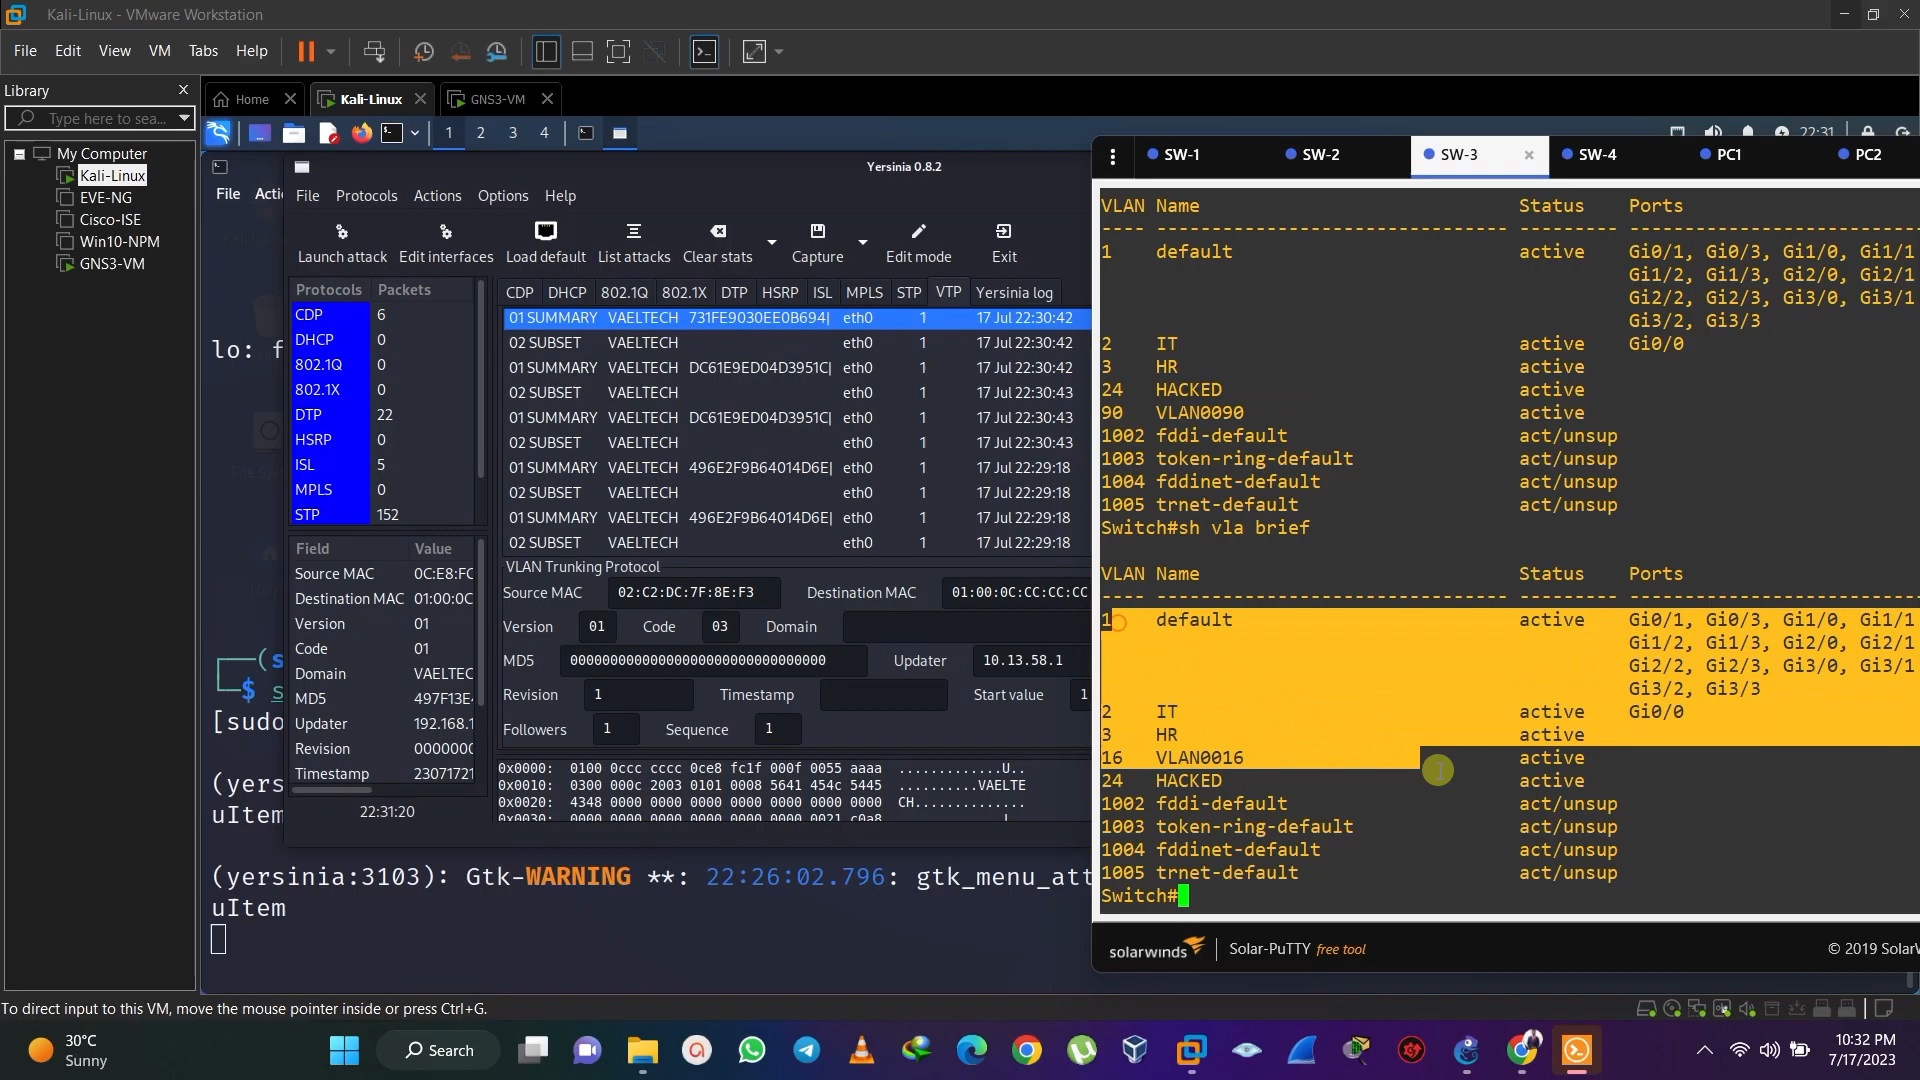 Kali-Linux - VMware Workstation
File Edit View VM Tabs Help
Library
Type here to sea...
My Computer
Kali-Linux
EVE-NG
Cisco-ISE
Win10-NPM
GNS3-VM
Home
Kali-Linux
GNS3-VM
1 2 3 4
22:31
File Acti
lo: f
[sudo
(yers
uItem
Yersinia 0.8.2
File Protocols Actions Options Help
Launch attack Edit interfaces Load default List attacks Clear stats Capture Edit mode Exit
Protocols Packets
CDP 6
DHCP 0
802.1Q 0
802.1X 0
DTP 22
HSRP 0
ISL 5
MPLS 0
STP 152
Field Value
Source MAC 0C:E8:FC
Destination MAC 01:00:0C
Version 01
Code 01
Domain VAELTEC
MD5 497F13E
Updater 192.168.1
Revision 0000000
Timestamp 23071721
22:31:20
CDP DHCP 802.1Q 802.1X DTP HSRP ISL MPLS STP VTP Yersinia log
01 SUMMARY VAELTECH 731FE9030EE0B694| eth0 1 17 Jul 22:30:42
02 SUBSET VAELTECH eth0 1 17 Jul 22:30:42
01 SUMMARY VAELTECH DC61E9ED04D3951C| eth0 1 17 Jul 22:30:42
02 SUBSET VAELTECH eth0 1 17 Jul 22:30:43
01 SUMMARY VAELTECH DC61E9ED04D3951C| eth0 1 17 Jul 22:30:43
02 SUBSET VAELTECH eth0 1 17 Jul 22:30:43
01 SUMMARY VAELTECH 496E2F9B64014D6E| eth0 1 17 Jul 22:29:18
02 SUBSET VAELTECH eth0 1 17 Jul 22:29:18
01 SUMMARY VAELTECH 496E2F9B64014D6E| eth0 1 17 Jul 22:29:18
02 SUBSET VAELTECH eth0 1 17 Jul 22:29:18
VLAN Trunking Protocol
Source MAC 02:C2:DC:7F:8E:F3 Destination MAC 01:00:0C:CC:CC:CC
Version 01 Code 03 Domain
MD5 00000000000000000000000000000000 Updater 10.13.58.1
Revision 1 Timestamp Start value 1
Followers 1 Sequence 1
0x0000: 0100 0ccc cccc 0ce8 fc1f 000f 0055 aaaa .............U..
0x0010: 0300 000c 2003 0101 0008 5641 454c 5445 ..........VAELTE
0x0020: 4348 0000 0000 0000 0000 0000 0000 0000 CH..............
0x0030: 0000 0000 0000 0000 0000 0000 0021 c0a8
(yersinia:3103): Gtk-WARNING **: 22:26:02.796: gtk_menu_att
uItem
SW-1 SW-2 SW-3 SW-4 PC1 PC2
VLAN Name Status Ports
---- -------------------------------- --------- -------------------------------
1 default active Gi0/1, Gi0/3, Gi1/0, Gi1/1
Gi1/2, Gi1/3, Gi2/0, Gi2/1
Gi2/2, Gi2/3, Gi3/0, Gi3/1
Gi3/2, Gi3/3
2 IT active Gi0/0
3 HR active
24 HACKED active
90 VLAN0090 active
1002 fddi-default act/unsup
1003 token-ring-default act/unsup
1004 fddinet-default act/unsup
1005 trnet-default act/unsup
Switch#sh vla brief
VLAN Name Status Ports
---- -------------------------------- --------- -------------------------------
1 default active Gi0/1, Gi0/3, Gi1/0, Gi1/1
Gi1/2, Gi1/3, Gi2/0, Gi2/1
Gi2/2, Gi2/3, Gi3/0, Gi3/1
Gi3/2, Gi3/3
2 IT active Gi0/0
3 HR active
16 VLAN0016 active
24 HACKED active
1002 fddi-default act/unsup
1003 token-ring-default act/unsup
1004 fddinet-default act/unsup
1005 trnet-default act/unsup
Switch#
solarwinds Solar-PuTTY free tool © 2019 SolarW
To direct input to this VM, move the mouse pointer inside or press Ctrl+G.
30°C
Sunny
Search
10:32 PM
7/17/2023